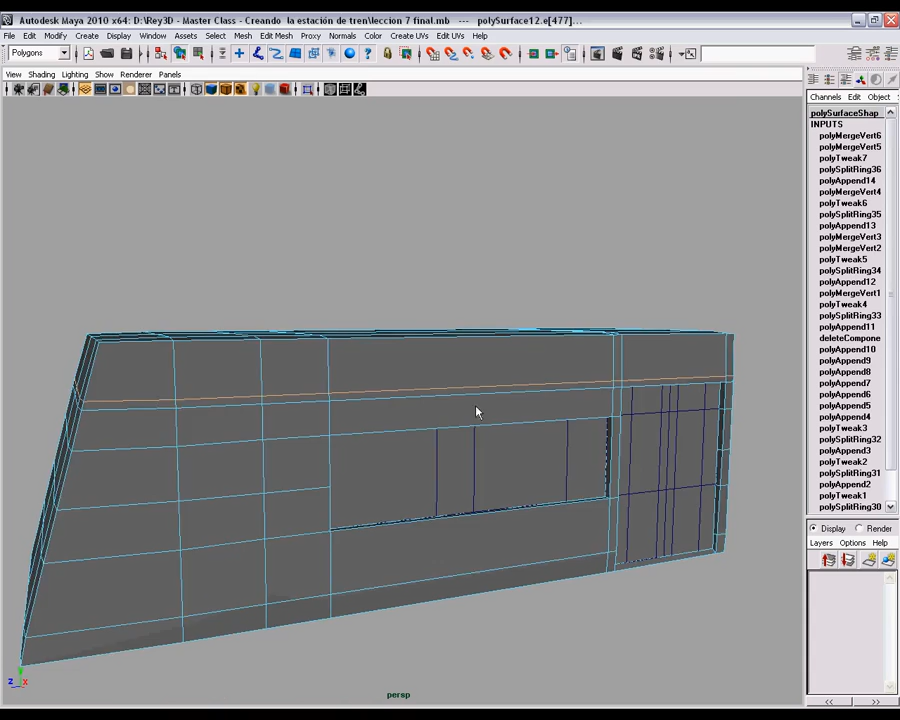 Autodesk Maya 2010 x64: D:\Rey3D - Master Class - Creando la estación de tren\leccion 7 final.mb --- polySurface12.e[477]...
File Edit Modify Create Display Window Assets Select Mesh Edit Mesh Proxy Normals Color Create UVs Edit UVs Help
Polygons
View Shading Lighting Show Renderer Panels
Channels Edit Object
polySurfaceShap
INPUTS
polyMergeVert6
polyMergeVert5
polyTweak7
polySplitRing36
polyAppend14
polyMergeVert4
polyTweak6
polySplitRing35
polyAppend13
polyMergeVert3
polyMergeVert2
polyTweak5
polySplitRing34
polyAppend12
polyMergeVert1
polyTweak4
polySplitRing33
polyAppend11
deleteCompone
polyAppend10
polyAppend9
polyAppend8
polyAppend7
polyAppend6
polyAppend5
polyAppend4
polyTweak3
polySplitRing32
polyAppend3
polyTweak2
polySplitRing31
polyAppend2
polyTweak1
polySplitRing30
Display Render
Layers Options Help
y
z x
persp
<< >>